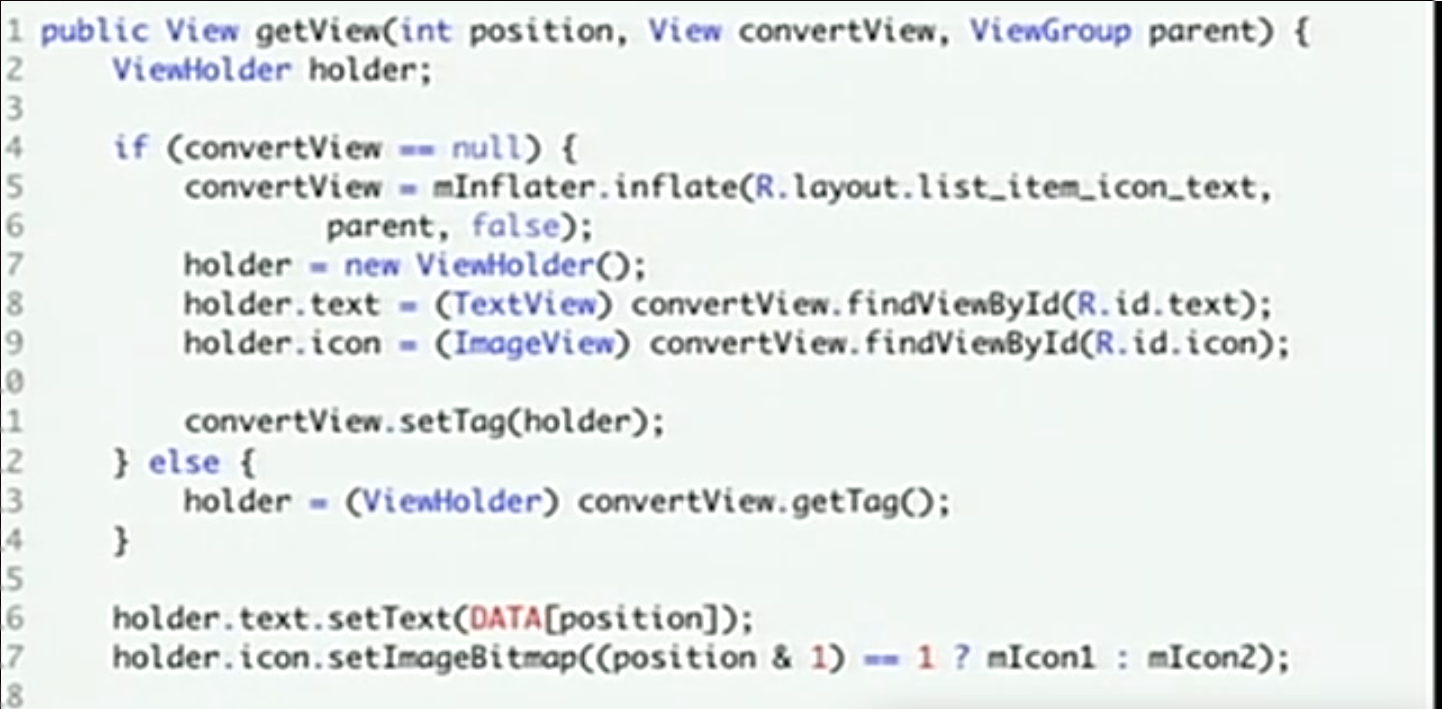 1 public View getView(int position, View convertView, ViewGroup parent) {
2     ViewHolder holder;
3
4     if (convertView == null) {
5         convertView = mInflater.inflate(R.layout.list_item_icon_text,
6                 parent, false);
7         holder = new ViewHolder();
8         holder.text = (TextView) convertView.findViewById(R.id.text);
9         holder.icon = (ImageView) convertView.findViewById(R.id.icon);
0
1         convertView.setTag(holder);
2     } else {
3         holder = (ViewHolder) convertView.getTag();
4     }
5
6     holder.text.setText(DATA[position]);
7     holder.icon.setImageBitmap((position & 1) == 1 ? mIcon1 : mIcon2);
8